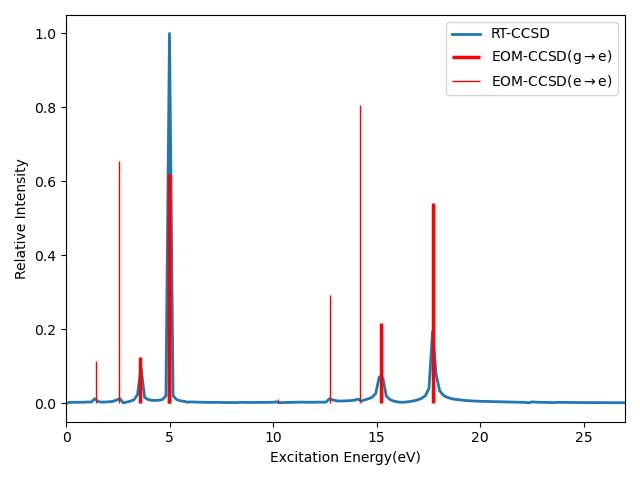 RT-CCSD
EOM-CCSD(g→e)
EOM-CCSD(e→e)
1.0
0.8
0.6
0.4
0.2
0.0
Relative Intensity
0 5 10 15 20 25
Excitation Energy(eV)